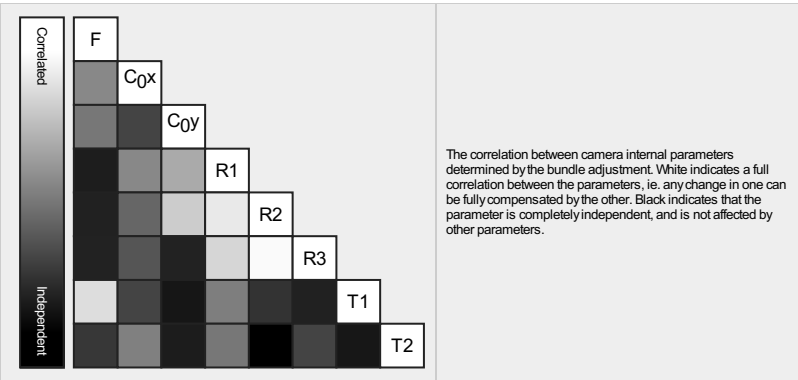 Correlated
Independent
F
C0x
C0y
R1
R2
R3
T1
T2
The correlation between camera internal parameters
determined by the bundle adjustment. White indicates a full
correlation between the parameters, ie. any change in one can
be fully compensated by the other. Black indicates that the
parameter is completely independent, and is not affected by
other parameters.